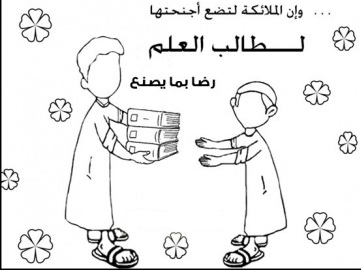 ... وإن الملائكة لتضع أجنحتها
لـــطالب العلم
رضا بما يصنع